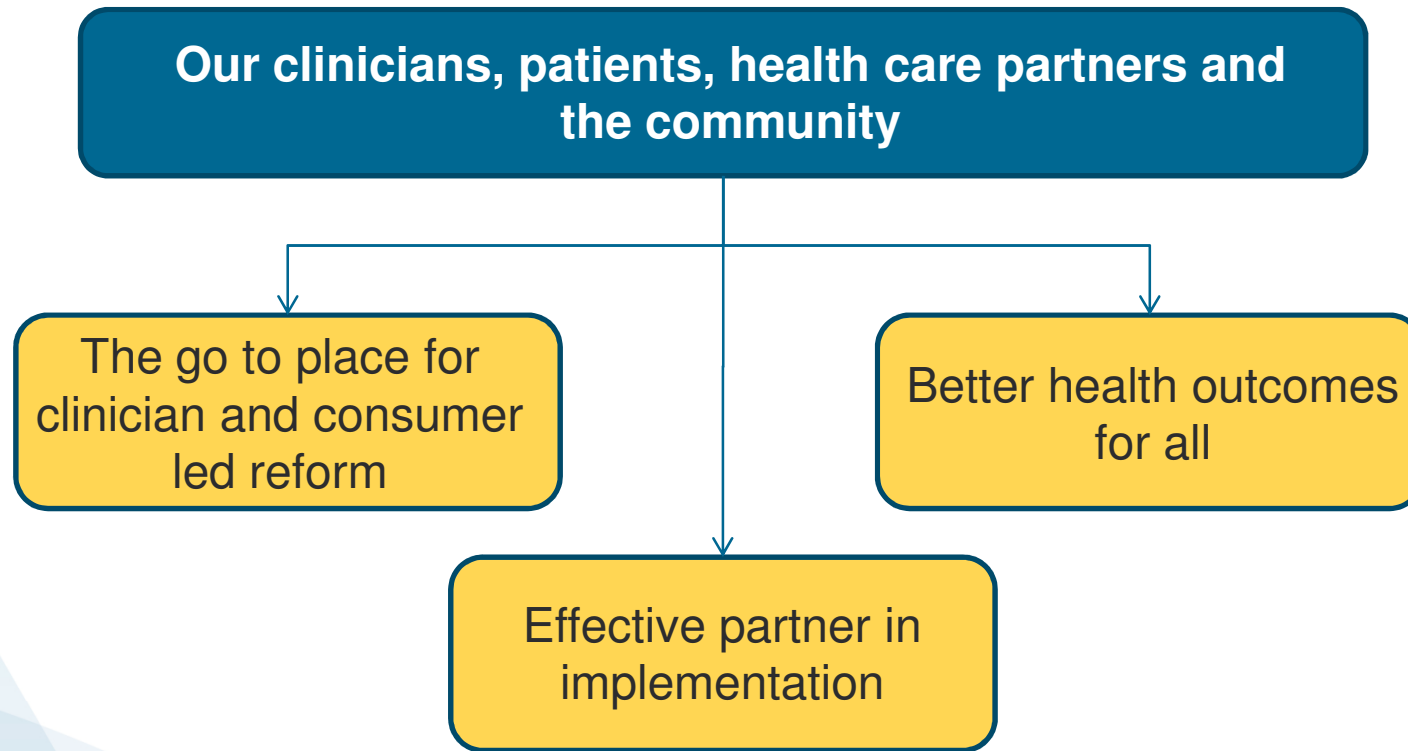 Our clinicians, patients, health care partners and
the community
The go to place for
clinician and consumer
led reform
Better health outcomes
for all
Effective partner in
implementation